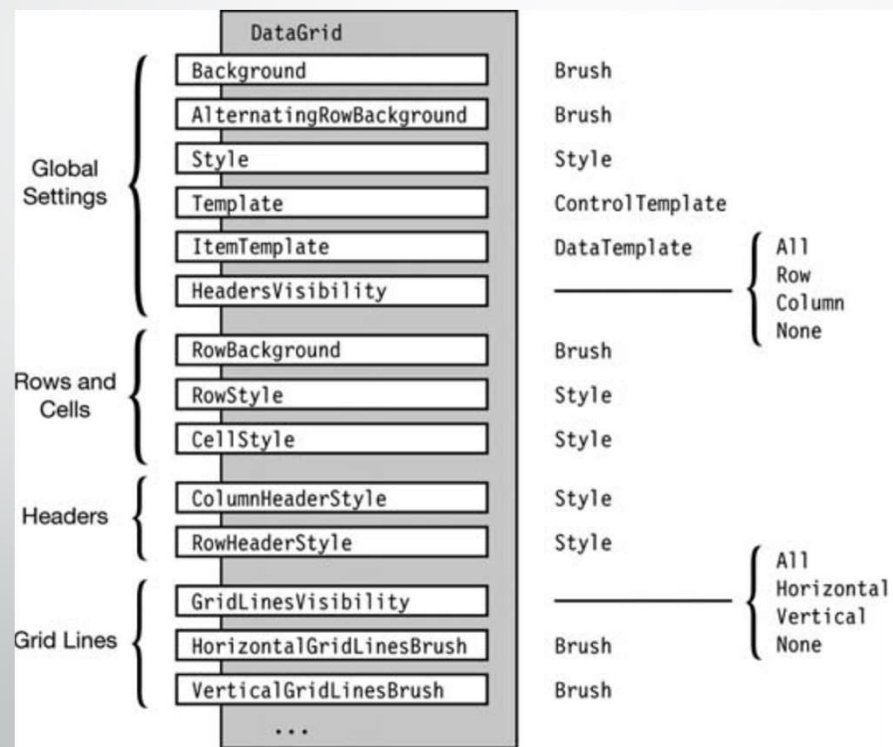 DataGrid
Global
Settings
Background Brush
AlternatingRowBackground Brush
Style Style
Template ControlTemplate
ItemTemplate DataTemplate
HeadersVisibility
All
Row
Column
None
Rows and
Cells
RowBackground Brush
RowStyle Style
CellStyle Style
Headers
ColumnHeaderStyle Style
RowHeaderStyle Style
Grid Lines
GridLinesVisibility
All
Horizontal
Vertical
None
HorizontalGridLinesBrush Brush
VerticalGridLinesBrush Brush
...